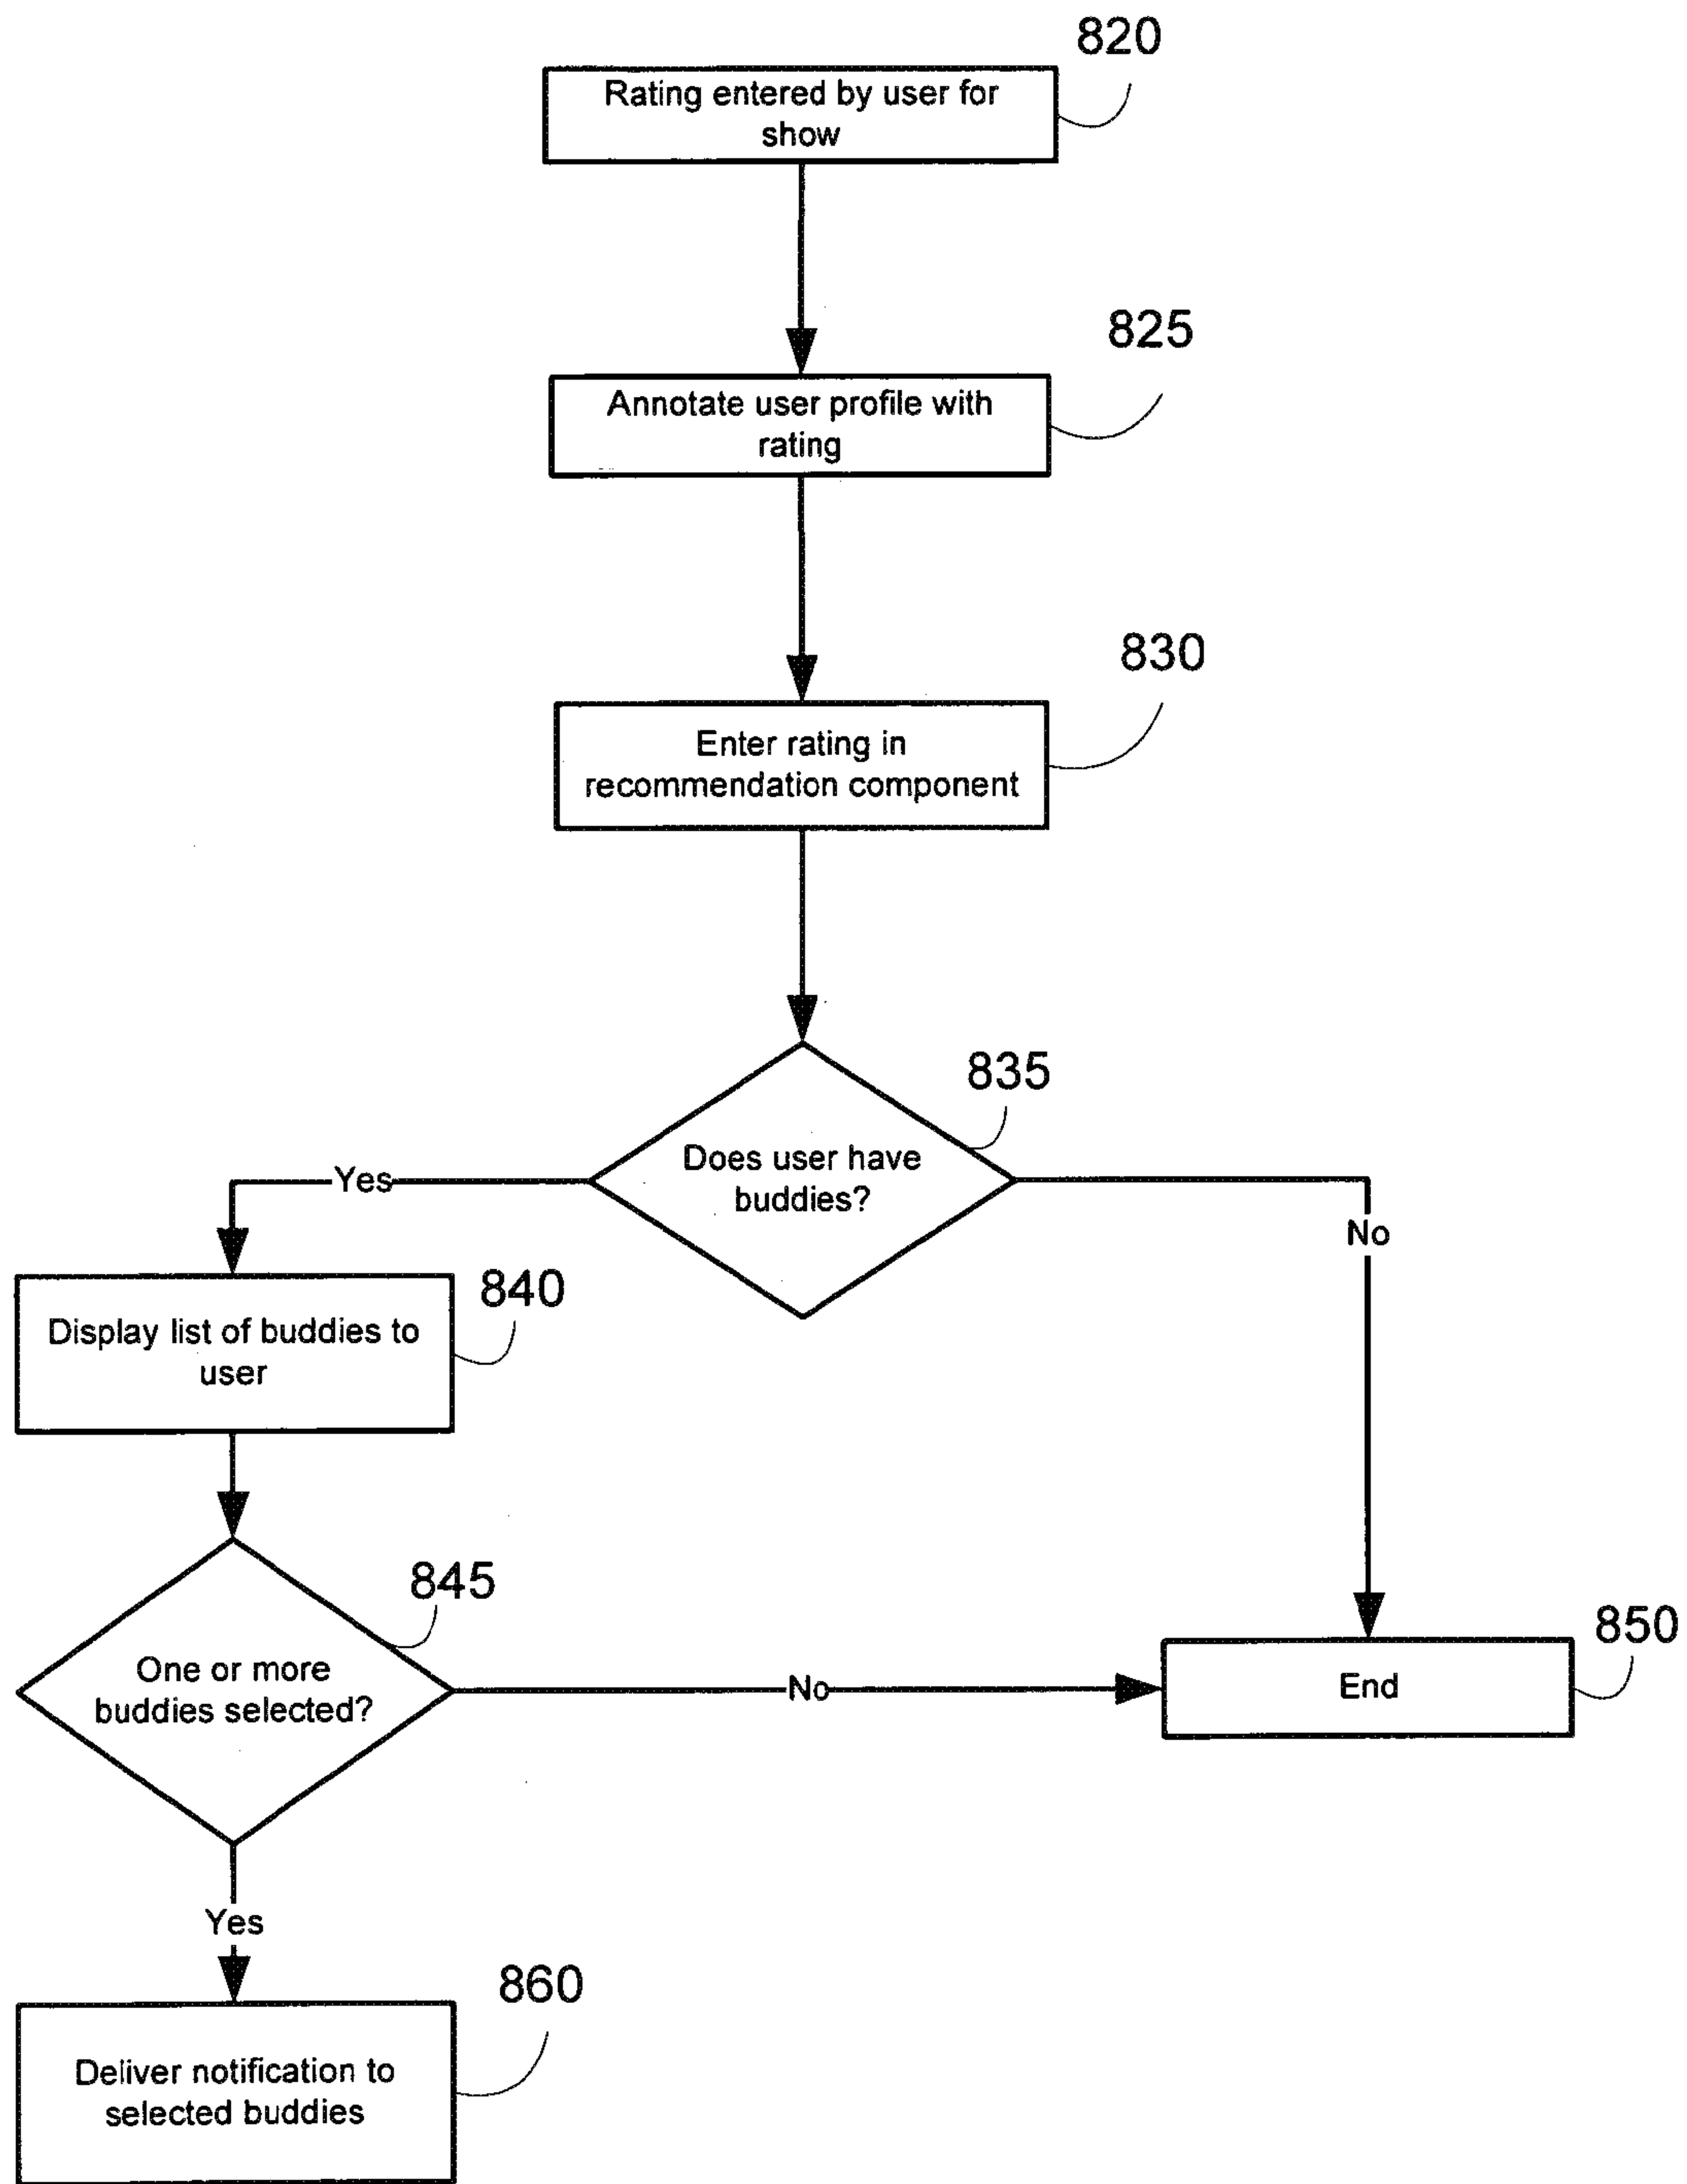 820
Rating entered by user for
show
825
Annotate user profile with
rating
830
Enter rating in
recommendation component
835
Does user have
buddies?
Yes
No
840
Display list of buddies to
user
845
One or more
buddies selected?
No
850
End
Yes
860
Deliver notification to
selected buddies